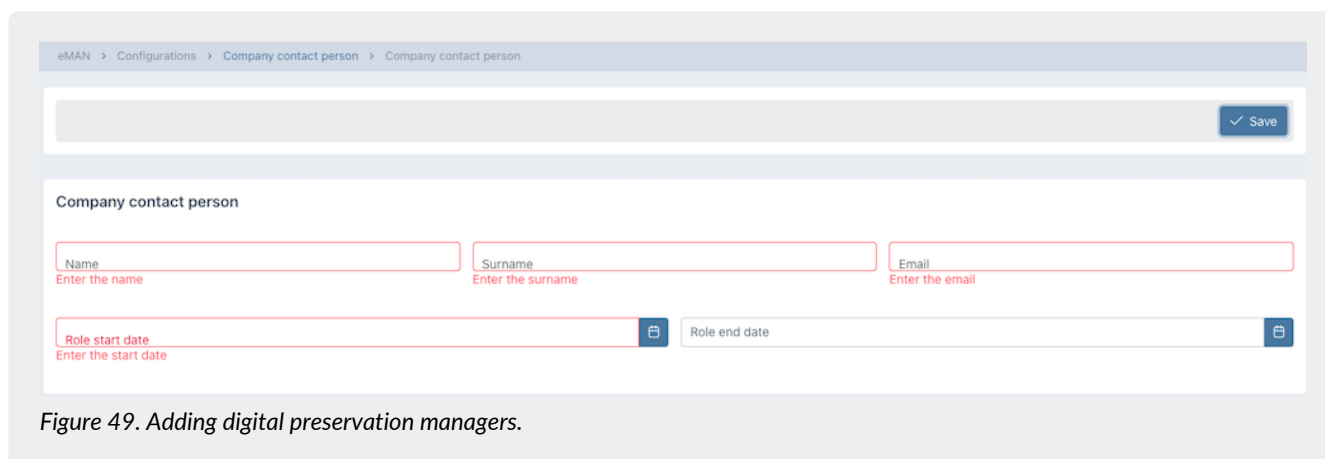 eMAN > Configurations > Company contact person > Company contact person
Save
Company contact person
Name Surname Email
Enter the name Enter the surname Enter the email
Role start date Role end date
Enter the start date
Figure 49. Adding digital preservation managers.